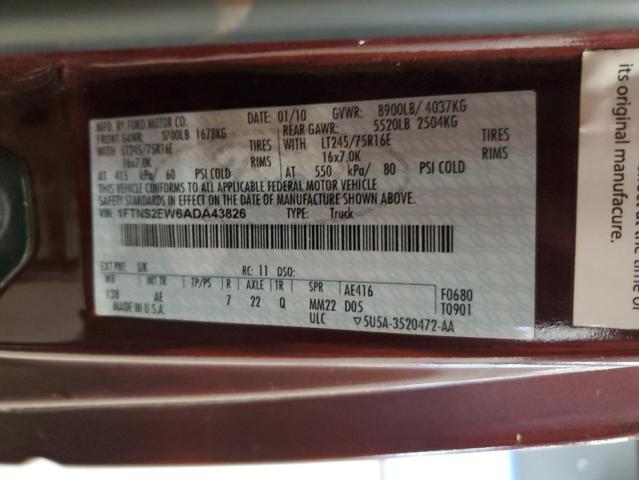 MFD. BY FORD MOTOR CO.
DATE: 01/10 GVWR: 8900LB/ 4037KG
FRONT GAWR: 3700LB 1678KG
REAR GAWR: 5520LB 2504KG
WITH LT245/75R16E TIRES
WITH LT245/75R16E TIRES
16x7.0K RIMS
16x7.0K RIMS
AT 415 kPa/ 60 PSI COLD
AT 550 kPa/ 80 PSI COLD
THIS VEHICLE CONFORMS TO ALL APPLICABLE FEDERAL MOTOR VEHICLE
SAFETY STANDARDS IN EFFECT ON THE DATE OF MANUFACTURE SHOWN ABOVE.
VIN: 1FTNS2EW6ADA43826 TYPE: Truck
EXT PNT: UK RC: 11 DSO:
WB INT TR TP/PS R AXLE TR SPR AE416 F0680
138 AE 7 22 Q MM22 D05 T0901
MADE IN U.S.A. ULC ▽5U5A-3520472-AA
its original
manufacure.